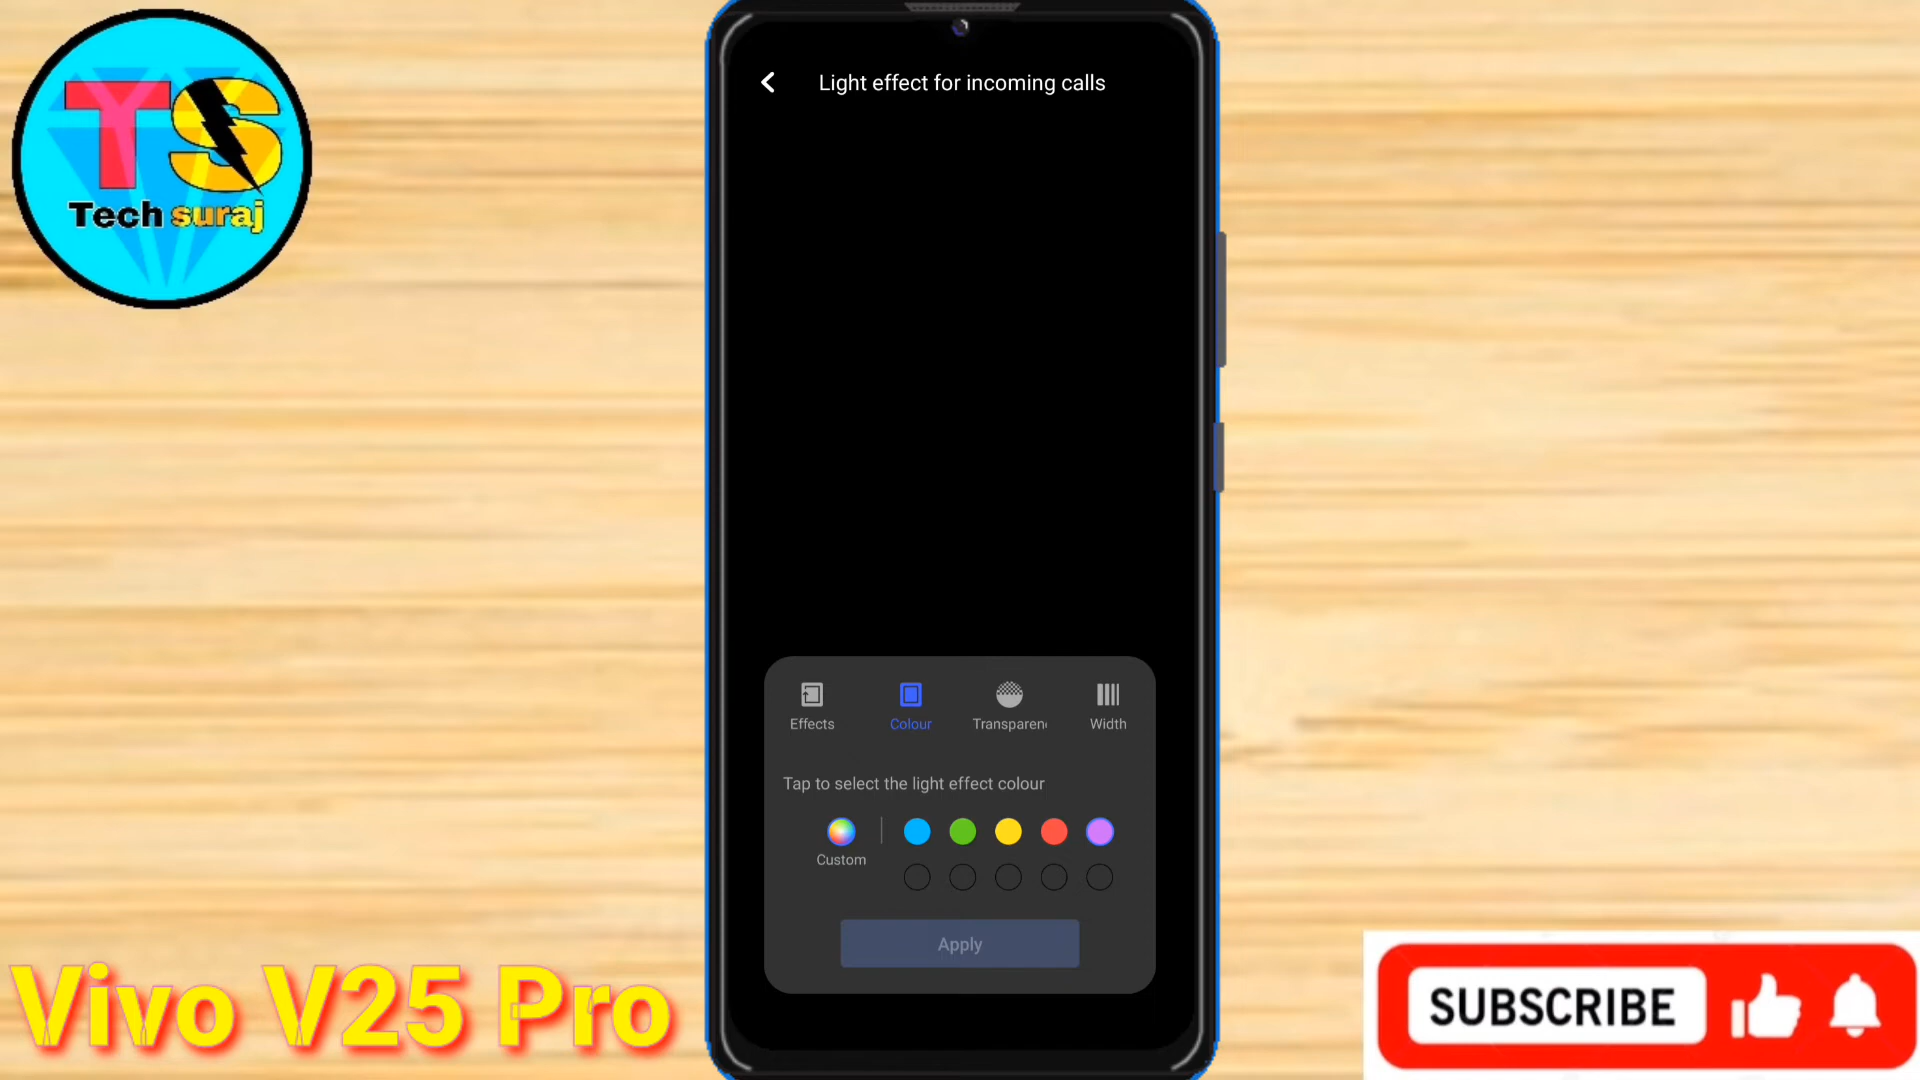 TS
Tech suraj
Light effect for incoming calls
Effects
Colour
Transparen
Width
Tap to select the light effect colour
Custom
Apply
Vivo V25 Pro
SUBSCRIBE